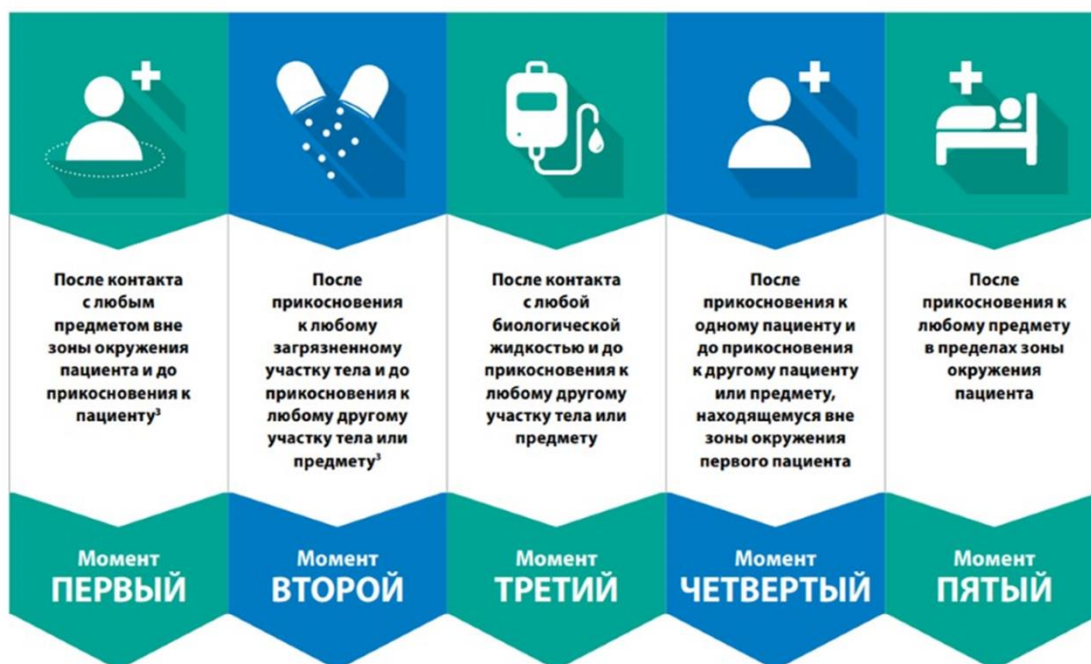 После контакта
с любым
предметом вне
зоны окружения
пациента и до
прикосновения к
пациенту³
После
прикосновения
к любому
загрязненному
участку тела и до
прикосновения к
любому другому
участку тела или
предмету³
После контакта
с любой
биологической
жидкостью и до
прикосновения к
любому другому
участку тела или
предмету
После
прикосновения к
одному пациенту и
до прикосновения
к другому пациенту
или предмету,
находящемуся вне
зоны окружения
первого пациента
После
прикосновения к
любому предмету
в пределах зоны
окружения
пациента
Момент
ПЕРВЫЙ
Момент
ВТОРОЙ
Момент
ТРЕТИЙ
Момент
ЧЕТВЕРТЫЙ
Момент
ПЯТЫЙ